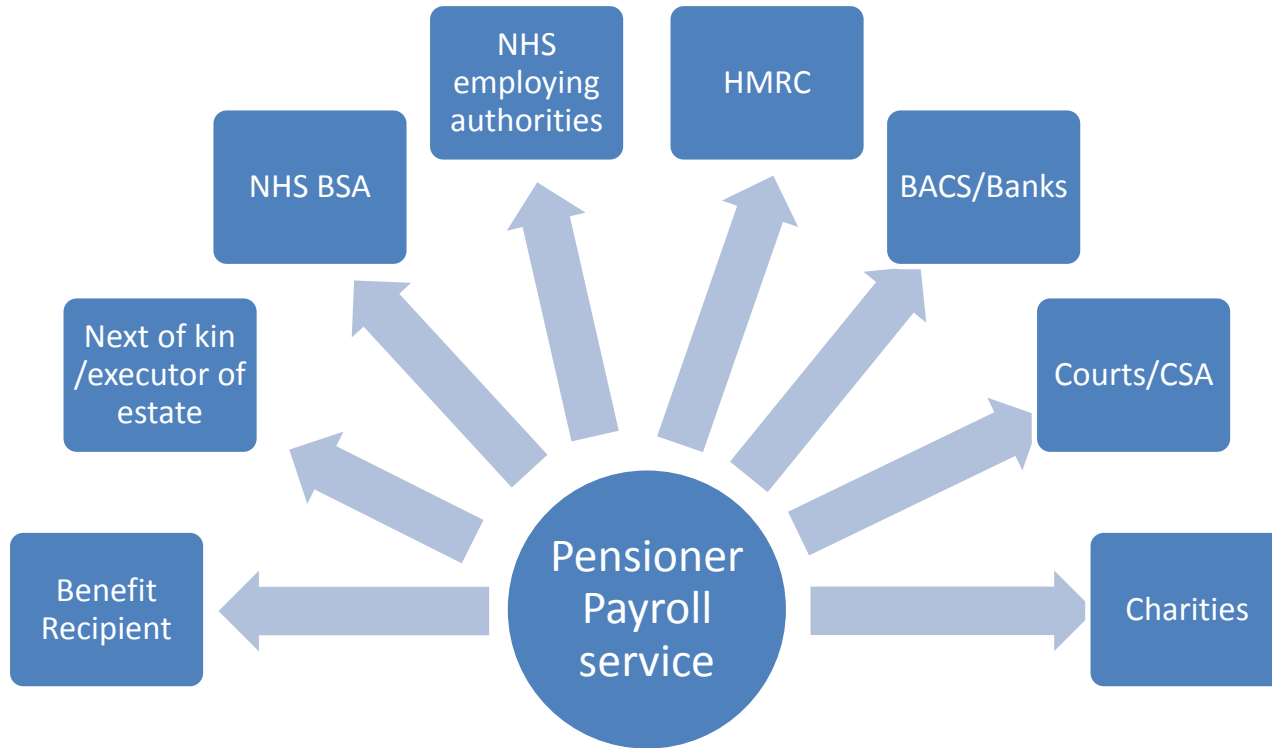 NHS
employing
authorities
HMRC
NHS BSA
BACS/Banks
Next of kin
/executor of
estate
Courts/CSA
Benefit
Recipient
Pensioner
Payroll
service
Charities